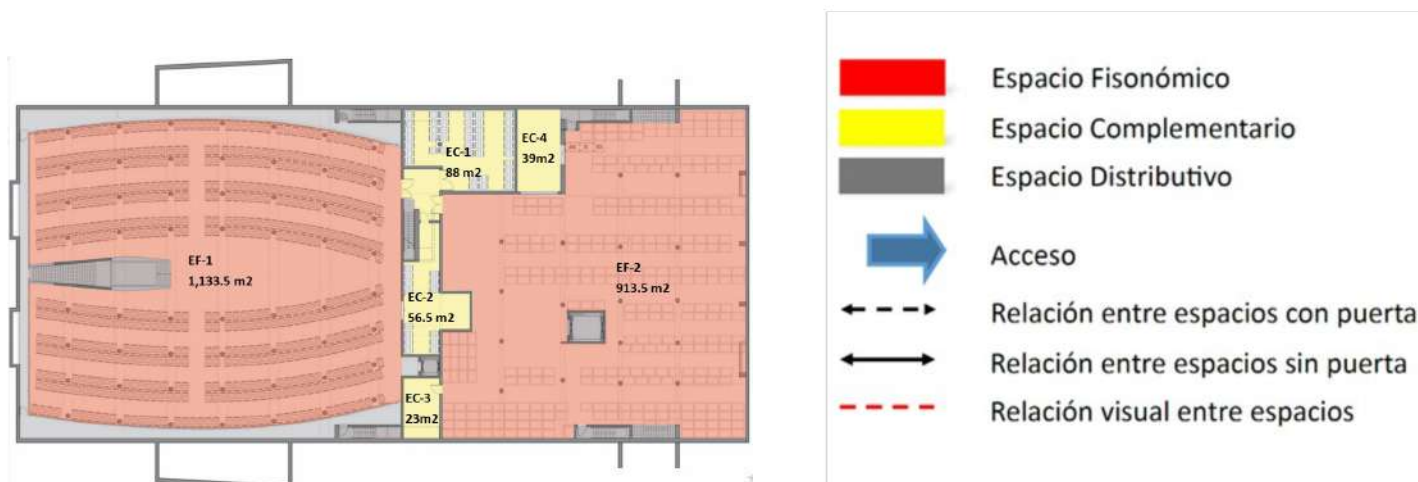 EC-1
88 m2
EC-4
39m2
EF-1
1,133.5 m2
EF-2
913.5 m2
EC-2
56.5 m2
EC-3
23m2
Espacio Fisonómico
Espacio Complementario
Espacio Distributivo
Acceso
Relación entre espacios con puerta
Relación entre espacios sin puerta
Relación visual entre espacios